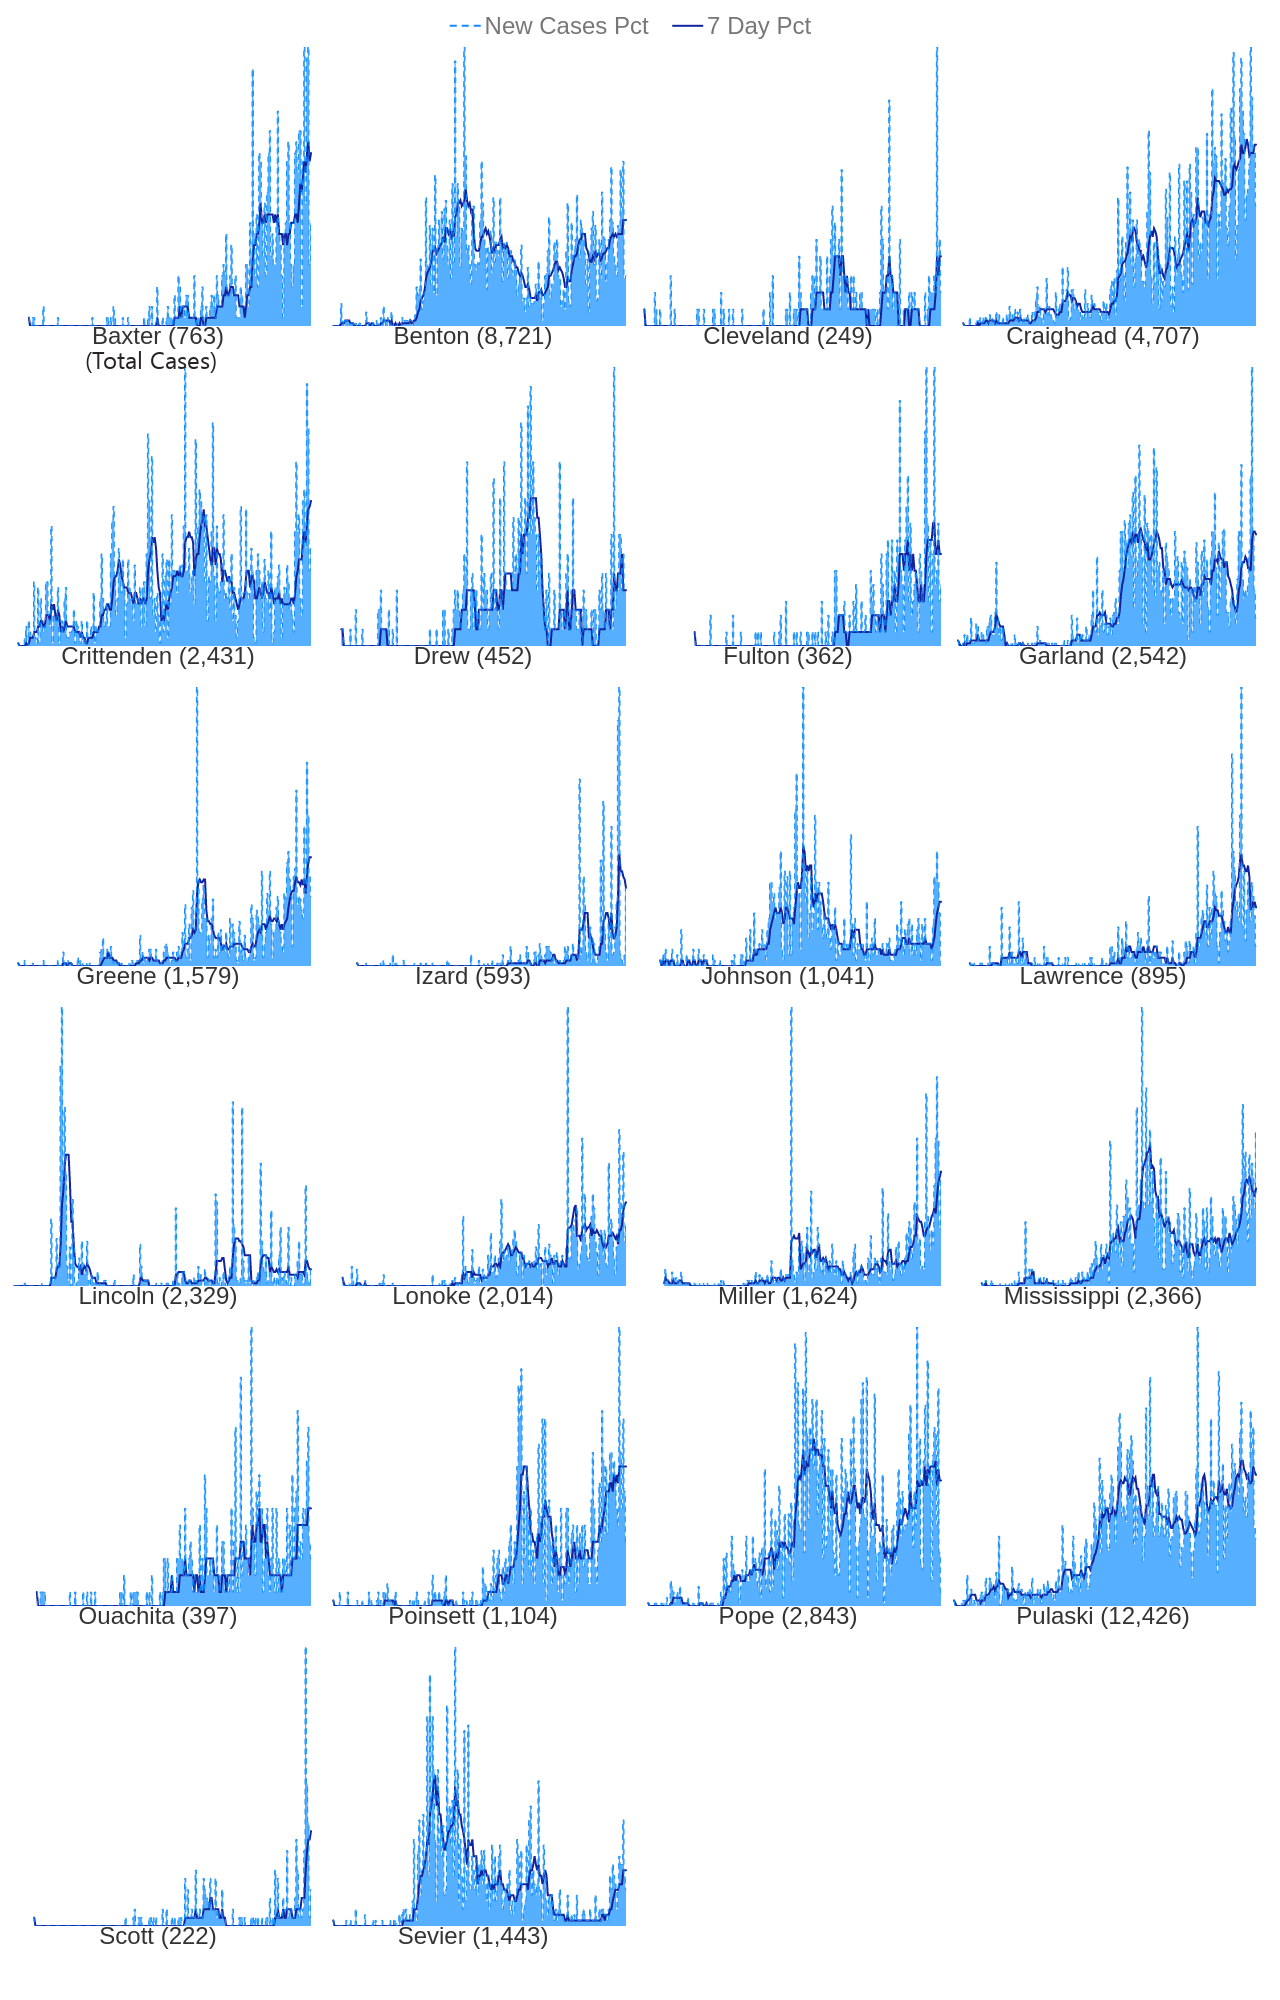 New Cases Pct 7 Day Pct
Baxter (763) Benton (8,721) Cleveland (249) Craighead (4,707)
(Total Cases)
Crittenden (2,431) Drew (452) Fulton (362) Garland (2,542)
Greene (1,579) Izard (593) Johnson (1,041) Lawrence (895)
Lincoln (2,329) Lonoke (2,014) Miller (1,624) Mississippi (2,366)
Ouachita (397) Poinsett (1,104) Pope (2,843) Pulaski (12,426)
Scott (222) Sevier (1,443)